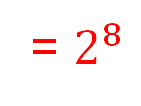 = 2⁸